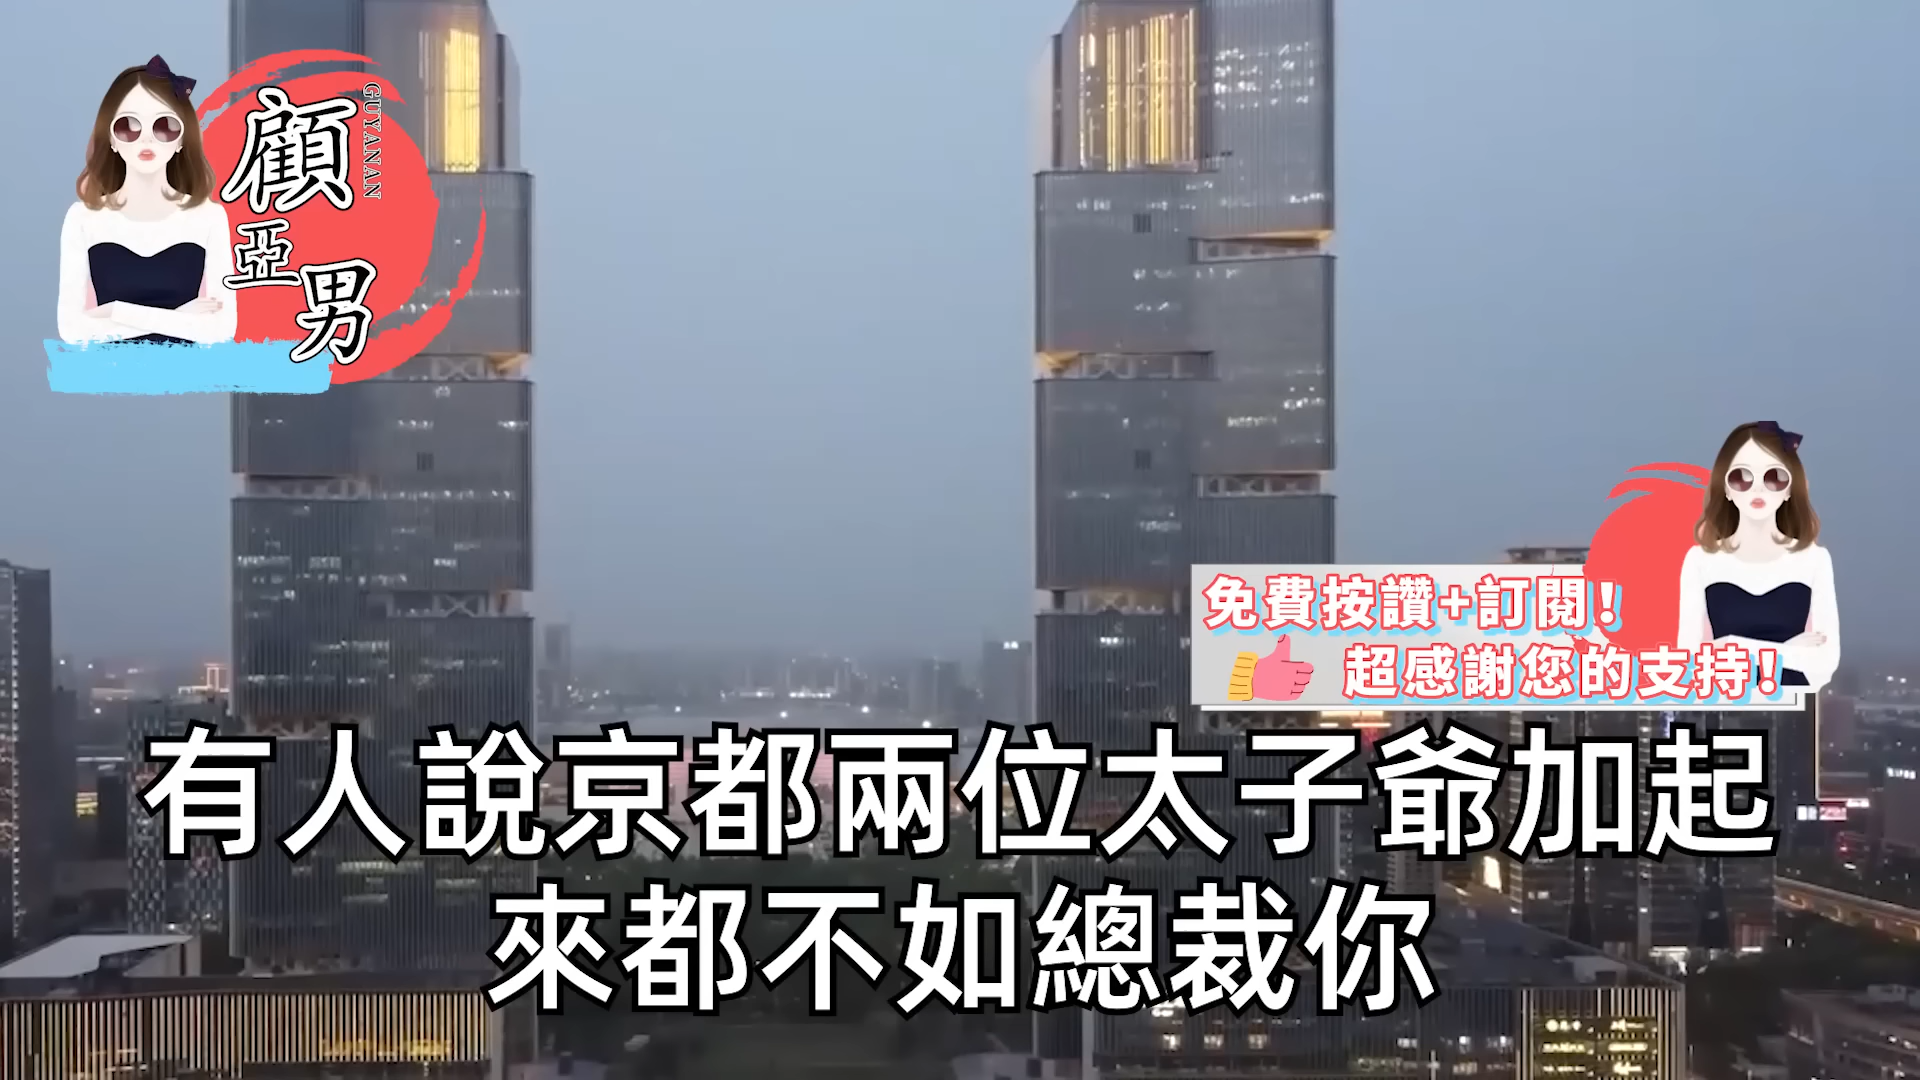 顧亞男
GUYANAN
免費按讚+訂閱!
超感謝您的支持!
有人說京都兩位太子爺加起
來都不如總裁你